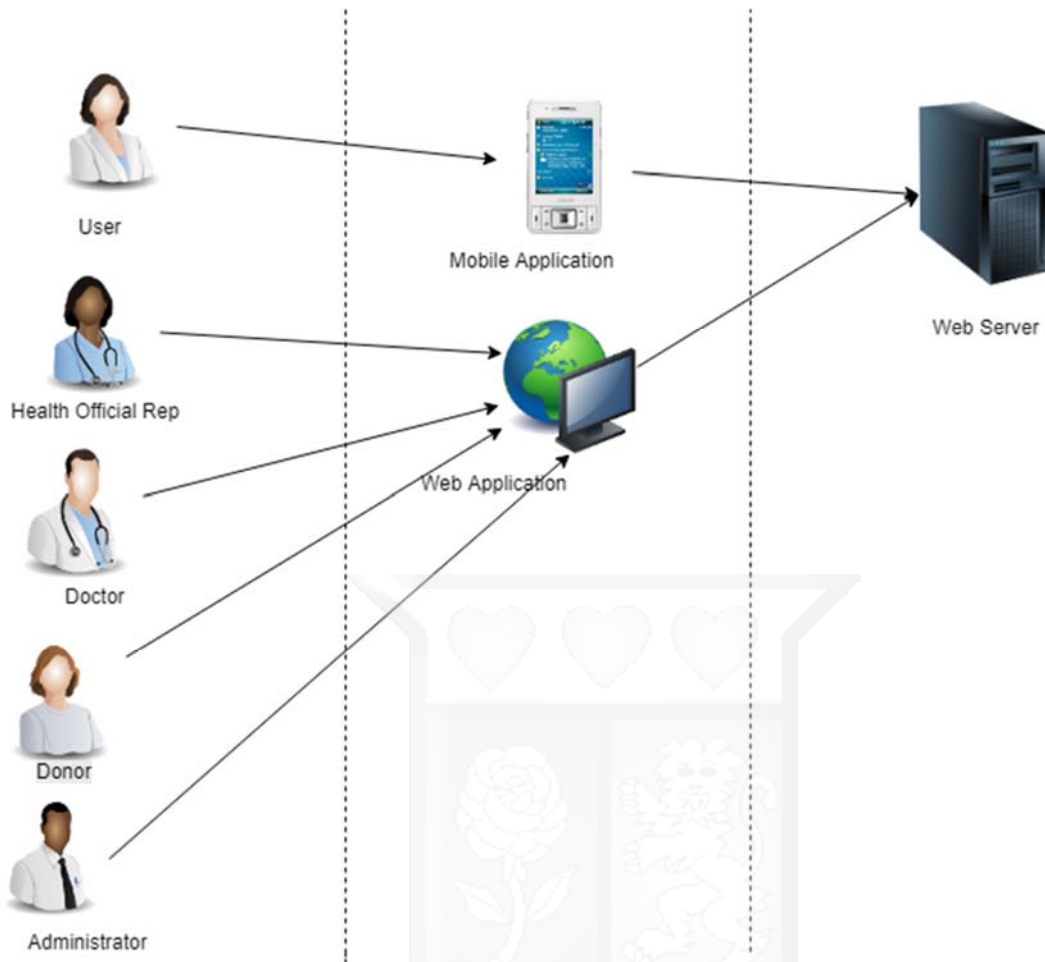 User
Mobile Application
Web Server
Health Official Rep
Web Application
Doctor
Donor
Administrator